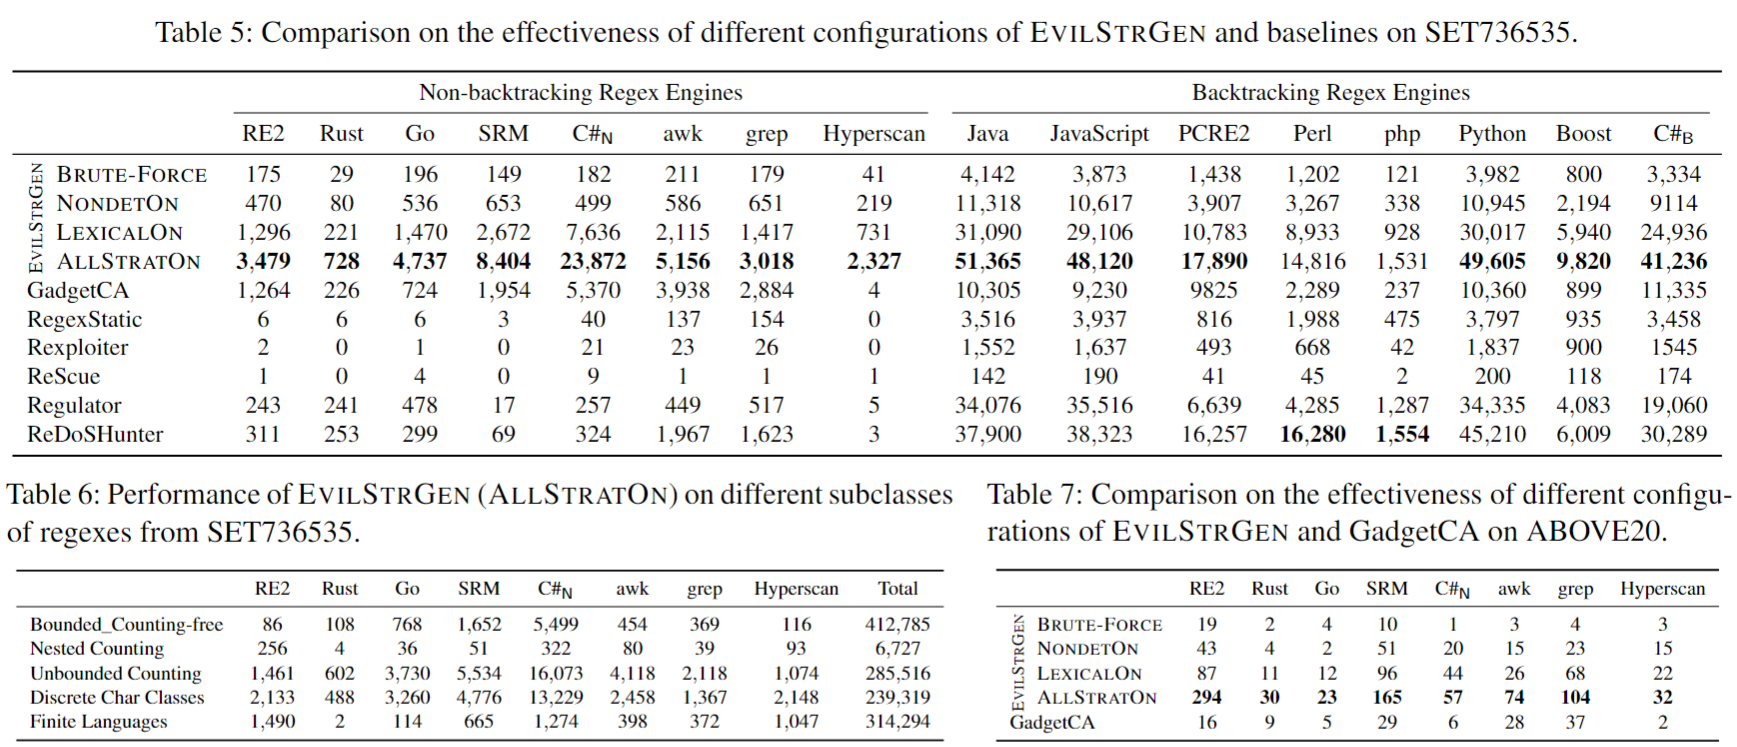 Table 5: Comparison on the effectiveness of different configurations of EVILSTRGEN and baselines on SET736535.
Non-backtracking Regex Engines Backtracking Regex Engines
RE2 Rust Go SRM C#N awk grep Hyperscan Java JavaScript PCRE2 Perl php Python Boost C#B
EVILSTRGEN
BRUTE-FORCE 175 29 196 149 182 211 179 41 4,142 3,873 1,438 1,202 121 3,982 800 3,334
NONDETON 470 80 536 653 499 586 651 219 11,318 10,617 3,907 3,267 338 10,945 2,194 9114
LEXICALON 1,296 221 1,470 2,672 7,636 2,115 1,417 731 31,090 29,106 10,783 8,933 928 30,017 5,940 24,936
ALLSTRATON 3,479 728 4,737 8,404 23,872 5,156 3,018 2,327 51,365 48,120 17,890 14,816 1,531 49,605 9,820 41,236
GadgetCA 1,264 226 724 1,954 5,370 3,938 2,884 4 10,305 9,230 9825 2,289 237 10,360 899 11,335
RegexStatic 6 6 6 3 40 137 154 0 3,516 3,937 816 1,988 475 3,797 935 3,458
Rexploiter 2 0 1 0 21 23 26 0 1,552 1,637 493 668 42 1,837 900 1545
ReScue 1 0 4 0 9 1 1 1 142 190 41 45 2 200 118 174
Regulator 243 241 478 17 257 449 517 5 34,076 35,516 6,639 4,285 1,287 34,335 4,083 19,060
ReDoSHunter 311 253 299 69 324 1,967 1,623 3 37,900 38,323 16,257 16,280 1,554 45,210 6,009 30,289
Table 6: Performance of EVILSTRGEN (ALLSTRATON) on different subclasses
of regexes from SET736535.
RE2 Rust Go SRM C#N awk grep Hyperscan Total
Bounded_Counting-free 86 108 768 1,652 5,499 454 369 116 412,785
Nested Counting 256 4 36 51 322 80 39 93 6,727
Unbounded Counting 1,461 602 3,730 5,534 16,073 4,118 2,118 1,074 285,516
Discrete Char Classes 2,133 488 3,260 4,776 13,229 2,458 1,367 2,148 239,319
Finite Languages 1,490 2 114 665 1,274 398 372 1,047 314,294
Table 7: Comparison on the effectiveness of different configu-
rations of EVILSTRGEN and GadgetCA on ABOVE20.
RE2 Rust Go SRM C#N awk grep Hyperscan
EVILSTRGEN
BRUTE-FORCE 19 2 4 10 1 3 4 3
NONDETON 43 4 2 51 20 15 23 15
LEXICALON 87 11 12 96 44 26 68 22
ALLSTRATON 294 30 23 165 57 74 104 32
GadgetCA 16 9 5 29 6 28 37 2